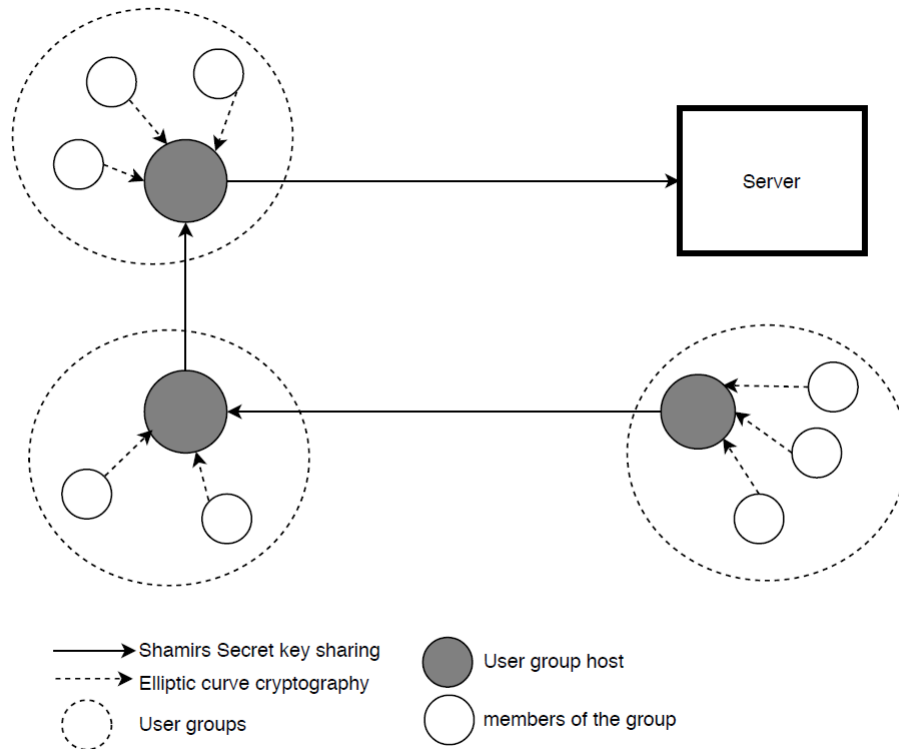 Server
Shamirs Secret key sharing
Elliptic curve cryptography
User groups
User group host
members of the group